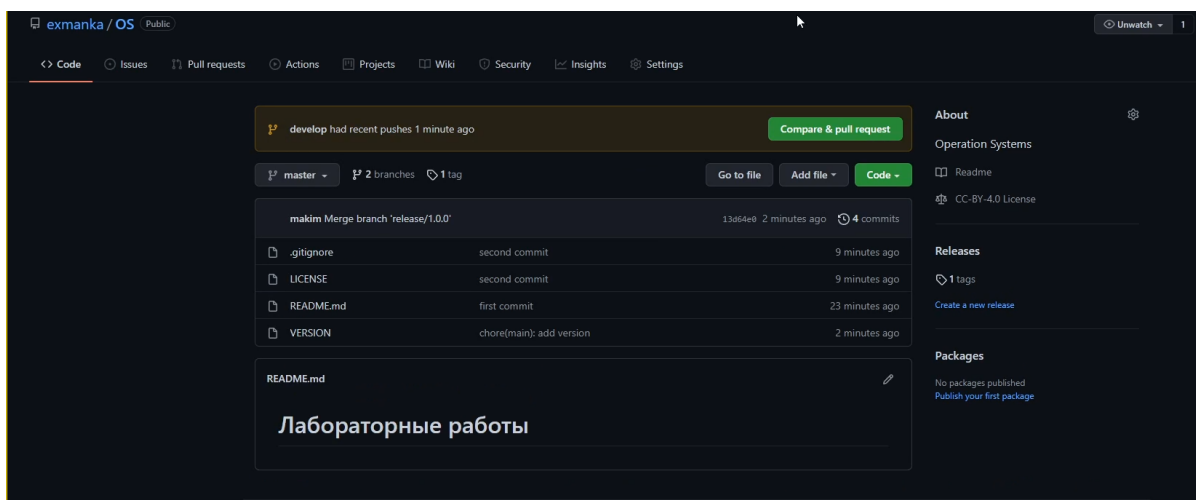 exmanka / OS Public
Unwatch 1
Code Issues Pull requests Actions Projects Wiki Security Insights Settings
develop had recent pushes 1 minute ago
Compare & pull request
master 2 branches 1 tag
Go to file Add file Code
makim Merge branch 'release/1.0.0' 13d64e0 2 minutes ago 4 commits
.gitignore second commit 9 minutes ago
LICENSE second commit 9 minutes ago
README.md first commit 23 minutes ago
VERSION chore(main): add version 2 minutes ago
README.md
Лабораторные работы
About
Operation Systems
Readme
CC-BY-4.0 License
Releases
1 tags
Create a new release
Packages
No packages published
Publish your first package